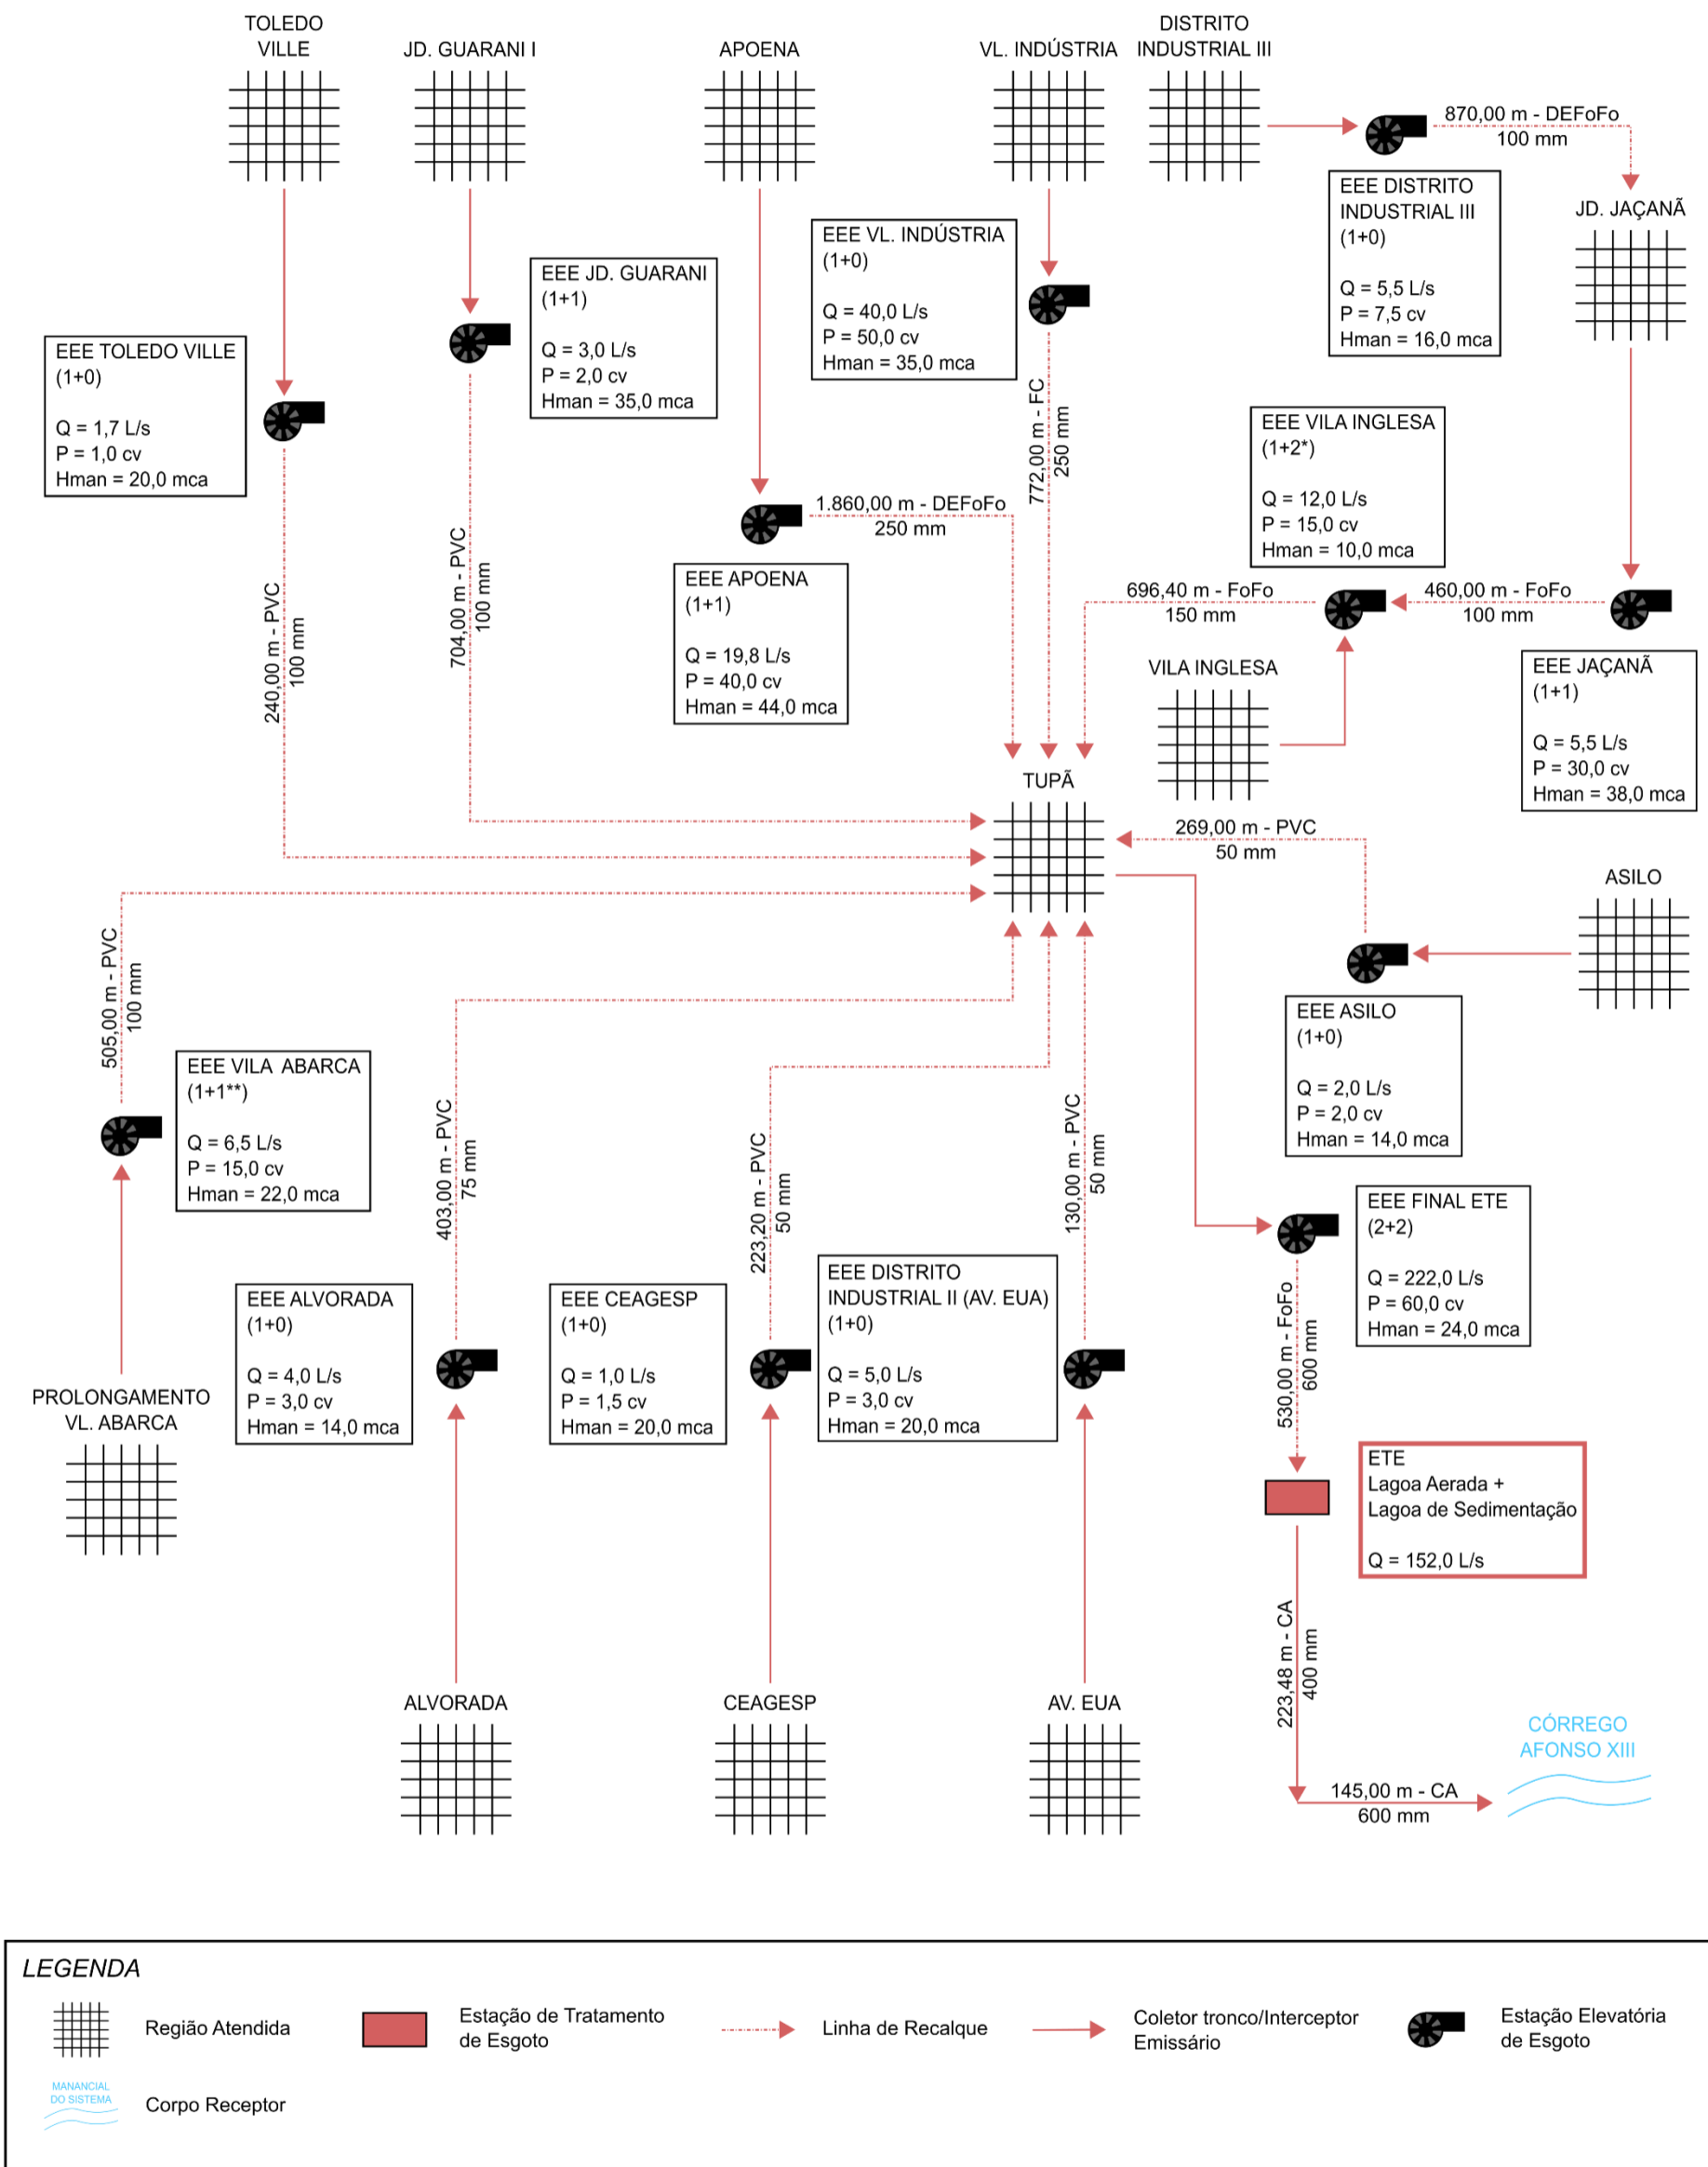 TOLEDO
VILLE
JD. GUARANI I
APOENA
VL. INDÚSTRIA
DISTRITO
INDUSTRIAL III
870,00 m - DEFoFo
100 mm
EEE DISTRITO
INDUSTRIAL III
(1+0)
Q = 5,5 L/s
P = 7,5 cv
Hman = 16,0 mca
JD. JAÇANÃ
EEE VL. INDÚSTRIA
(1+0)
Q = 40,0 L/s
P = 50,0 cv
Hman = 35,0 mca
EEE JD. GUARANI
(1+1)
Q = 3,0 L/s
P = 2,0 cv
Hman = 35,0 mca
EEE TOLEDO VILLE
(1+0)
Q = 1,7 L/s
P = 1,0 cv
Hman = 20,0 mca
772,00 m - FC
250 mm
EEE VILA INGLESA
(1+2*)
Q = 12,0 L/s
P = 15,0 cv
Hman = 10,0 mca
1.860,00 m - DEFoFo
250 mm
704,00 m - PVC
100 mm
240,00 m - PVC
100 mm
EEE APOENA
(1+1)
Q = 19,8 L/s
P = 40,0 cv
Hman = 44,0 mca
696,40 m - FoFo
150 mm
460,00 m - FoFo
100 mm
VILA INGLESA
EEE JAÇANÃ
(1+1)
Q = 5,5 L/s
P = 30,0 cv
Hman = 38,0 mca
TUPÃ
269,00 m - PVC
50 mm
ASILO
505,00 m - PVC
100 mm
EEE ASILO
(1+0)
Q = 2,0 L/s
P = 2,0 cv
Hman = 14,0 mca
EEE VILA ABARCA
(1+1**)
Q = 6,5 L/s
P = 15,0 cv
Hman = 22,0 mca
403,00 m - PVC
75 mm
223,20 m - PVC
50 mm
130,00 m - PVC
50 mm
EEE FINAL ETE
(2+2)
Q = 222,0 L/s
P = 60,0 cv
Hman = 24,0 mca
EEE ALVORADA
(1+0)
Q = 4,0 L/s
P = 3,0 cv
Hman = 14,0 mca
EEE CEAGESP
(1+0)
Q = 1,0 L/s
P = 1,5 cv
Hman = 20,0 mca
EEE DISTRITO
INDUSTRIAL II (AV. EUA)
(1+0)
Q = 5,0 L/s
P = 3,0 cv
Hman = 20,0 mca
530,00 m - FoFo
600 mm
PROLONGAMENTO
VL. ABARCA
ETE
Lagoa Aerada +
Lagoa de Sedimentação
Q = 152,0 L/s
223,48 m - CA
400 mm
ALVORADA
CEAGESP
AV. EUA
CÓRREGO
AFONSO XIII
145,00 m - CA
600 mm
LEGENDA
Região Atendida
Estação de Tratamento
de Esgoto
Linha de Recalque
Coletor tronco/Interceptor
Emissário
Estação Elevatória
de Esgoto
MANANCIAL
DO SISTEMA
Corpo Receptor